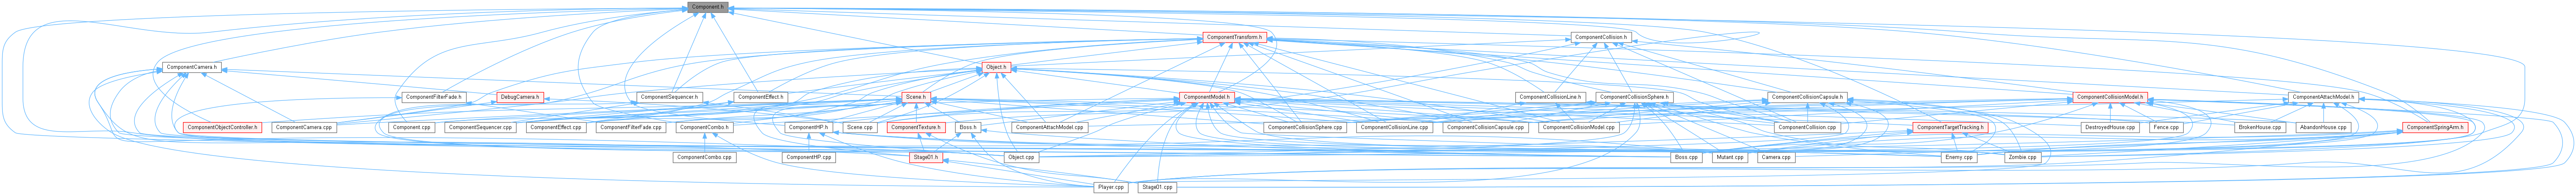 Component.h
ComponentTransform.h
ComponentCollision.h
ComponentCamera.h
Object.h
ComponentFilterFade.h
DebugCamera.h
ComponentSequencer.h
ComponentEffect.h
Scene.h
ComponentModel.h
ComponentCollisionLine.h
ComponentCollisionSphere.h
ComponentCollisionCapsule.h
ComponentCollisionModel.h
ComponentAttachModel.h
ComponentObjectController.h
ComponentCamera.cpp
Component.cpp
ComponentSequencer.cpp
ComponentEffect.cpp
ComponentFilterFade.cpp
ComponentCombo.h
ComponentHP.h
Scene.cpp
ComponentTexture.h
Boss.h
ComponentAttachModel.cpp
ComponentCollisionSphere.cpp
ComponentCollisionLine.cpp
ComponentCollisionCapsule.cpp
ComponentCollisionModel.cpp
ComponentCollision.cpp
ComponentTargetTracking.h
DestroyedHouse.cpp
Fence.cpp
BrokenHouse.cpp
AbandonHouse.cpp
ComponentSpringArm.h
ComponentCombo.cpp
ComponentHP.cpp
Stage01.h
Object.cpp
Boss.cpp
Mutant.cpp
Camera.cpp
Enemy.cpp
Zombie.cpp
Player.cpp
Stage01.cpp